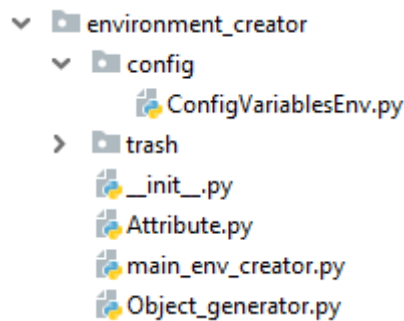 environment_creator
config
ConfigVariablesEnv.py
trash
__init__.py
Attribute.py
main_env_creator.py
Object_generator.py